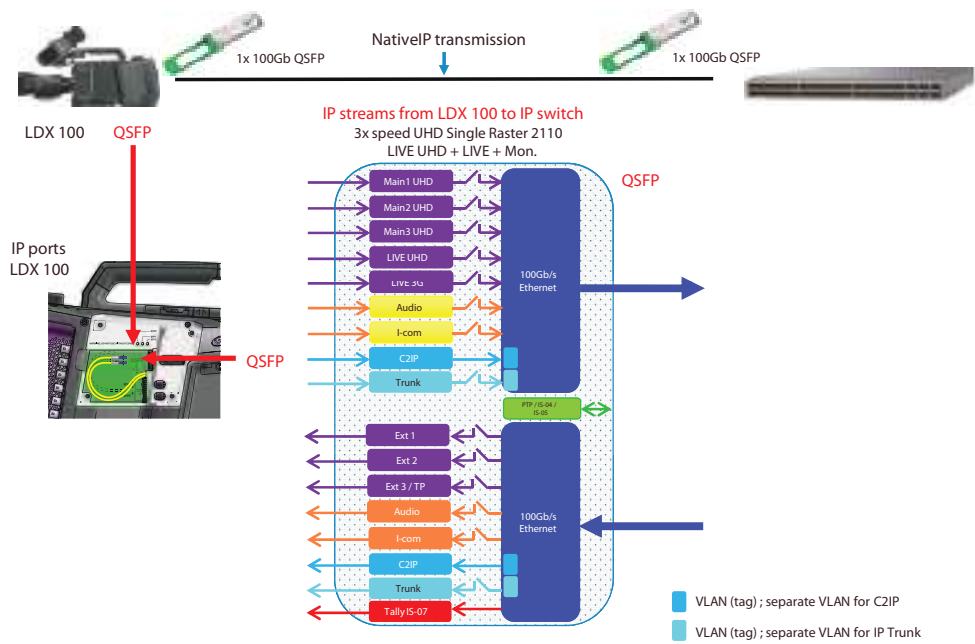 NativeIP transmission
1x 100Gb QSFP
1x 100Gb QSFP
LDX 100
QSFP
IP streams from LDX 100 to IP switch
3x speed UHD Single Raster 2110
LIVE UHD + LIVE + Mon.
QSFP
Main1 UHD
Main2 UHD
Main3 UHD
LIVE UHD
LIVE 3G
Audio
I-com
C2IP
Trunk
100Gb/s
Ethernet
IP ports
LDX 100
QSFP
PTP / IS-04 /
IS-05
Ext 1
Ext 2
Ext 3 / TP
Audio
I-com
C2IP
Trunk
Tally IS-07
100Gb/s
Ethernet
VLAN (tag) ; separate VLAN for C2IP
VLAN (tag) ; separate VLAN for IP Trunk